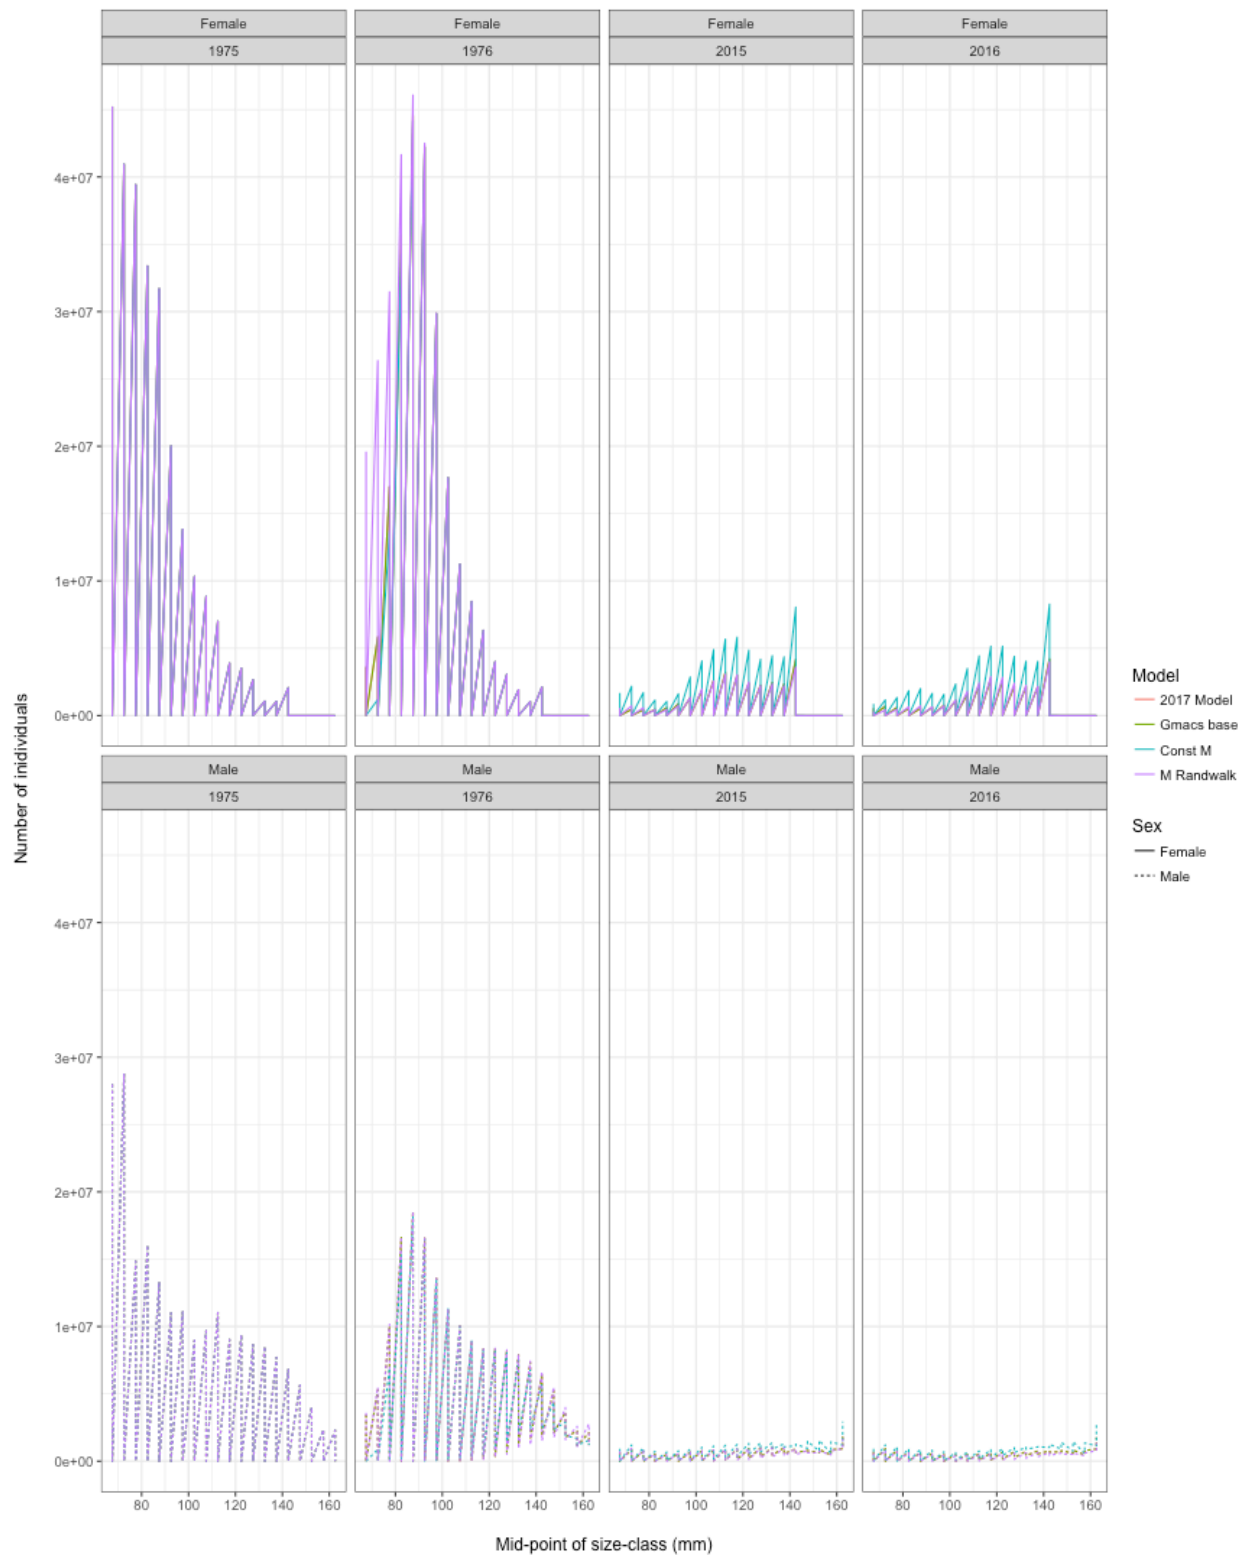 Female Female Female Female
1975 1976 2015 2016
4e+07
3e+07
2e+07
1e+07
0e+00
Number of inidividuals
Male Male Male Male
1975 1976 2015 2016
4e+07
3e+07
2e+07
1e+07
0e+00
80 100 120 140 160 80 100 120 140 160 80 100 120 140 160 80 100 120 140 160
Mid-point of size-class (mm)
Model
2017 Model
Gmacs base
Const M
M Randwalk
Sex
Female
Male